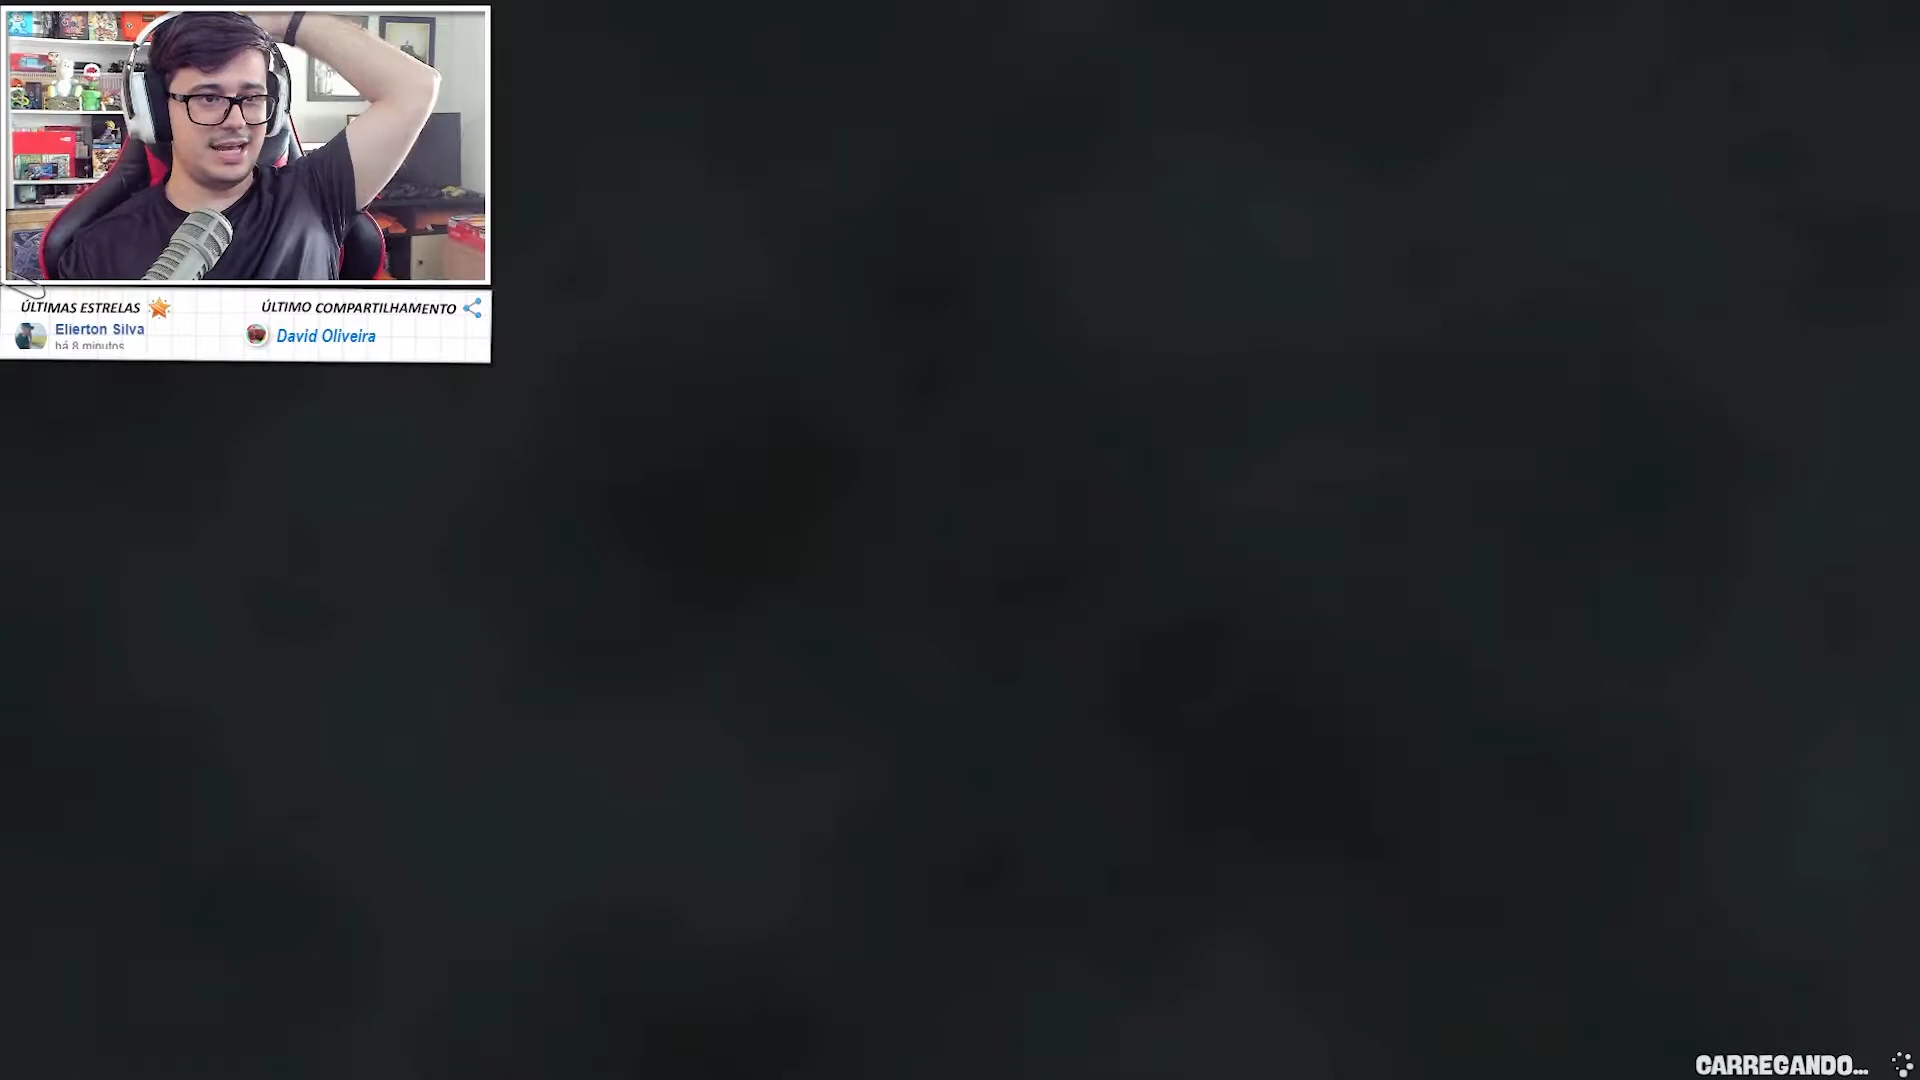 ÚLTIMAS ESTRELAS
ÚLTIMO COMPARTILHAMENTO
Elierton Silva
há 8 minutos
David Oliveira
CARREGANDO...